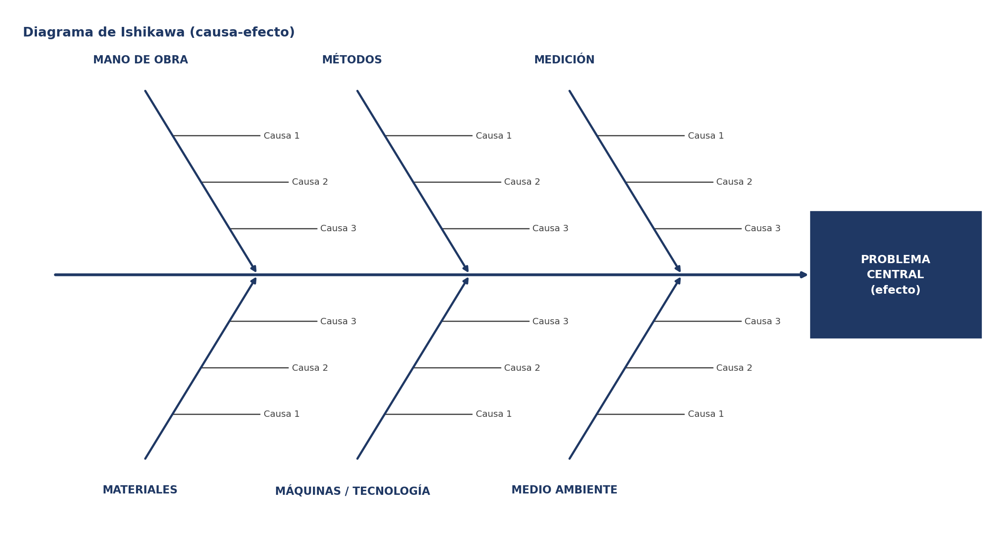 Diagrama de Ishikawa (causa-efecto)
MANO DE OBRA
MÉTODOS
MEDICIÓN
Causa 1
Causa 1
Causa 1
Causa 2
Causa 2
Causa 2
Causa 3
Causa 3
Causa 3
PROBLEMA
CENTRAL
(efecto)
Causa 3
Causa 3
Causa 3
Causa 2
Causa 2
Causa 2
Causa 1
Causa 1
Causa 1
MATERIALES
MÁQUINAS / TECNOLOGÍA
MEDIO AMBIENTE